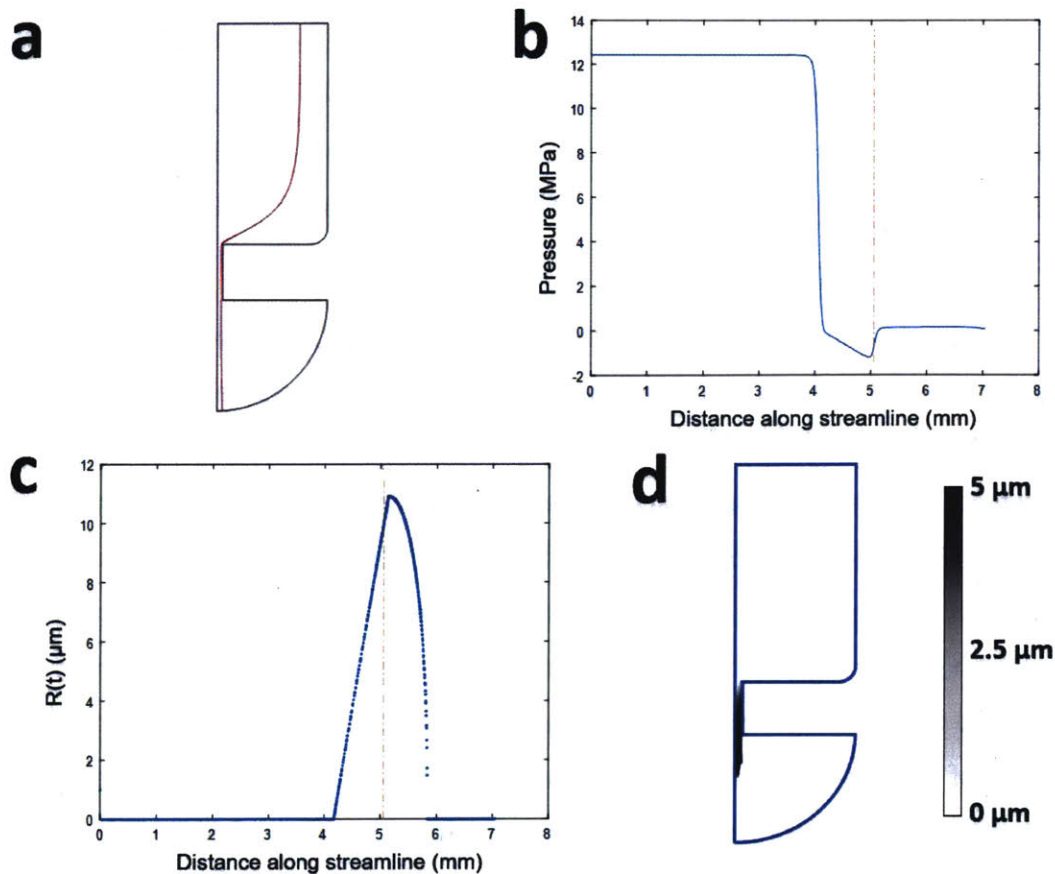 a
b
14
12
10
8
6
4
2
0
-2
Pressure (MPa)
0 1 2 3 4 5 6 7 8
Distance along streamline (mm)
c
12
10
8
6
4
2
0
R(t) (μm)
0 1 2 3 4 5 6 7 8
Distance along streamline (mm)
d
5 μm
2.5 μm
0 μm